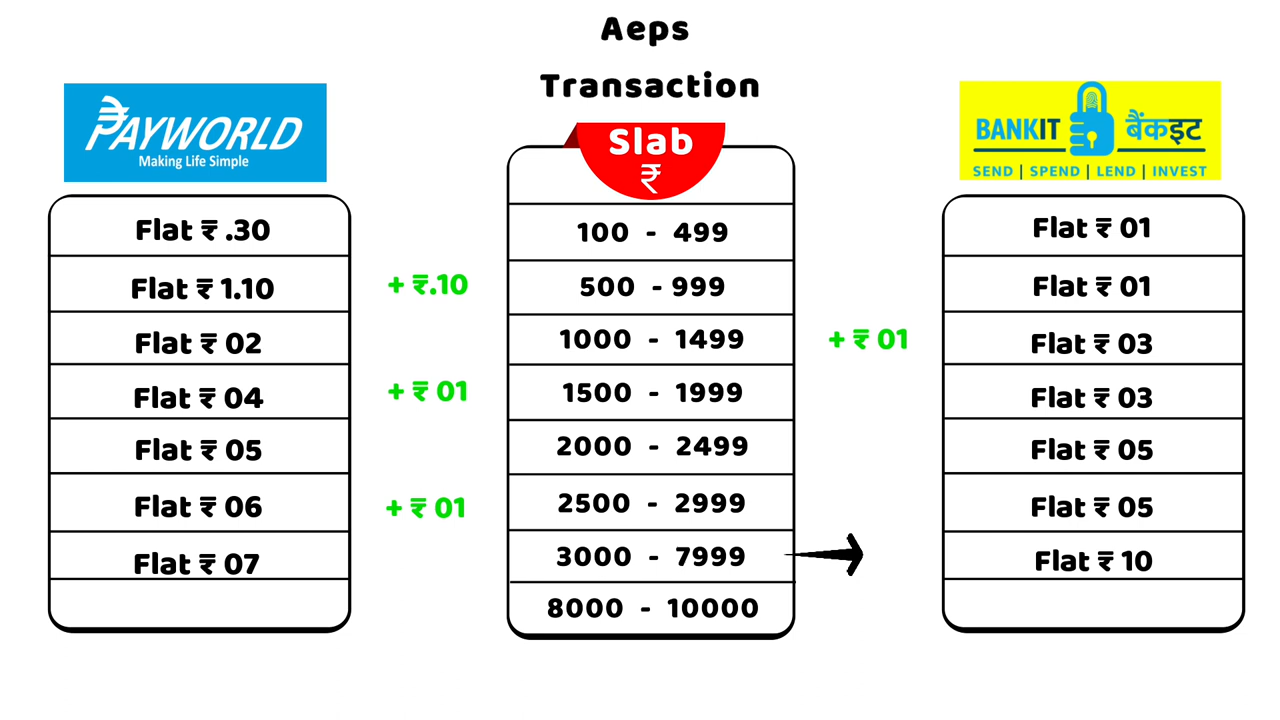 Aeps
Transaction
PAYWORLD
Making Life Simple
Flat ₹ .30
Flat ₹ 1.10
Flat ₹ 02
Flat ₹ 04
Flat ₹ 05
Flat ₹ 06
Flat ₹ 07
+ ₹.10
+ ₹ 01
+ ₹ 01
Slab
₹
100 - 499
500 - 999
1000 - 1499
1500 - 1999
2000 - 2499
2500 - 2999
3000 - 7999
8000 - 10000
+ ₹ 01
BANKIT बैंकइट
SEND | SPEND | LEND | INVEST
Flat ₹ 01
Flat ₹ 01
Flat ₹ 03
Flat ₹ 03
Flat ₹ 05
Flat ₹ 05
Flat ₹ 10